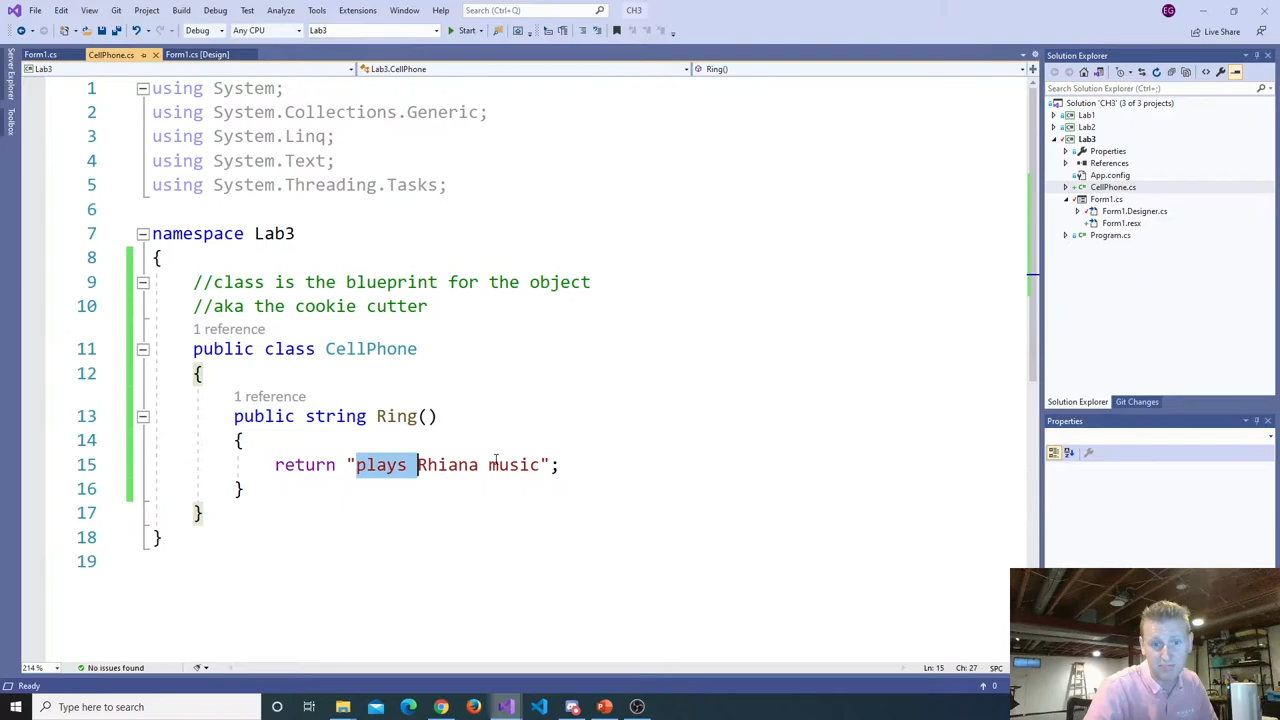 File Edit View Git Project Build Debug Test Analyze Tools Extensions Window Help Search (Ctrl+Q) CH3 EG
Debug Any CPU Lab3 Start Live Share
Form1.cs CellPhone.cs Form1.cs [Design]
Lab3 Lab3.CellPhone Ring()
Server Explorer
Toolbox
1 using System;
2 using System.Collections.Generic;
3 using System.Linq;
4 using System.Text;
5 using System.Threading.Tasks;
6
7 namespace Lab3
8 {
9 //class is the blueprint for the object
10 //aka the cookie cutter
1 reference
11 public class CellPhone
12 {
1 reference
13 public string Ring()
14 {
15 return "plays Rhiana music";
16 }
17 }
18 }
19
214 % No issues found Ln: 15 Ch: 27 SPC
Solution Explorer
Search Solution Explorer (Ctrl+;)
Solution 'CH3' (3 of 3 projects)
Lab1
Lab2
Lab3
Properties
References
App.config
CellPhone.cs
Form1.cs
Form1.Designer.cs
Form1.resx
Program.cs
Solution Explorer Git Changes
Properties
Ready 0
Type here to search